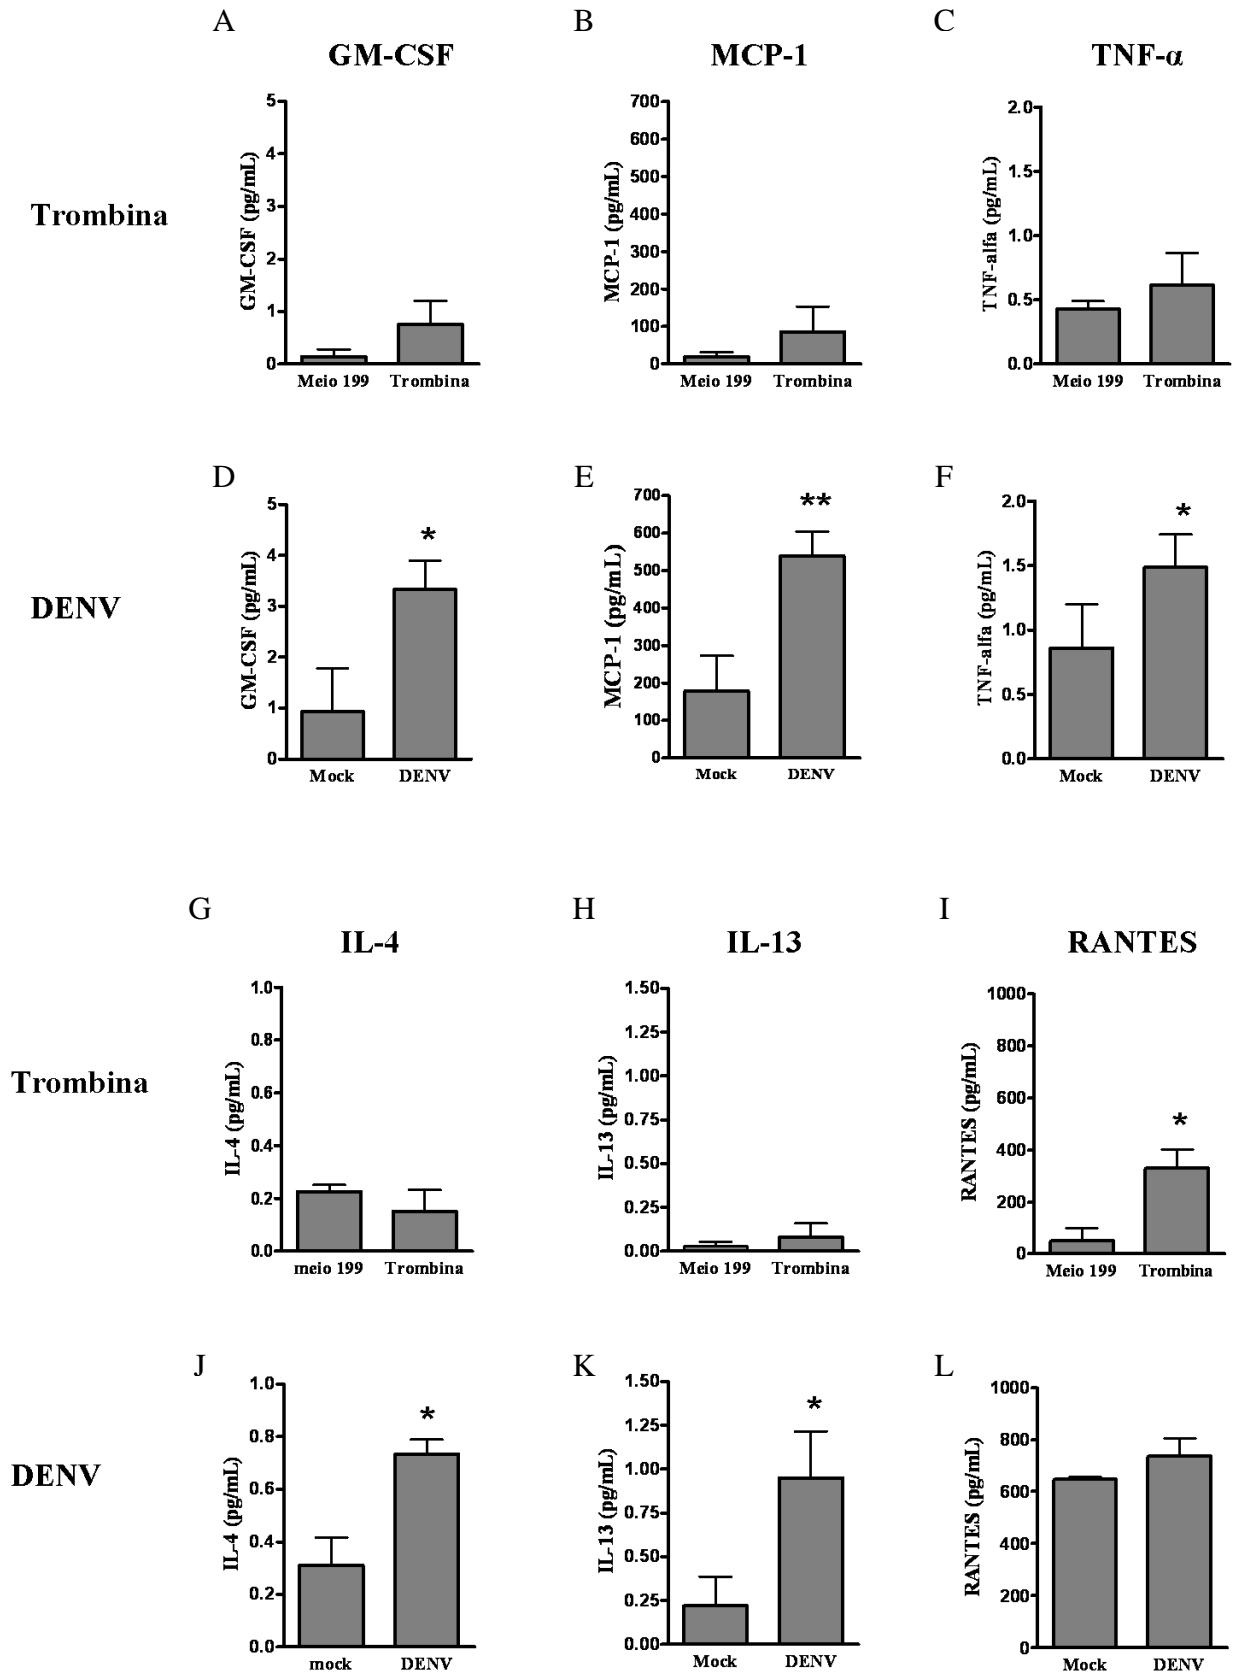 A
GM-CSF
B
MCP-1
C
TNF-α
Trombina
GM-CSF (pg/mL)
5
4
3
2
1
0
Meio 199 Trombina
MCP-1 (pg/mL)
700
600
500
400
300
200
100
0
Meio 199 Trombina
TNF-alfa (pg/mL)
2.0
1.5
1.0
0.5
0.0
Meio 199 Trombina
DENV
D
GM-CSF (pg/mL)
5
4
3
2
1
0
*
Mock DENV
E
MCP-1 (pg/mL)
700
600
500
400
300
200
100
0
**
Mock DENV
F
TNF-alfa (pg/mL)
2.0
1.5
1.0
0.5
0.0
*
Mock DENV
G
IL-4
H
IL-13
I
RANTES
Trombina
IL-4 (pg/mL)
1.0
0.8
0.6
0.4
0.2
0.0
meio 199 Trombina
IL-13 (pg/mL)
1.50
1.25
1.00
0.75
0.50
0.25
0.00
Meio 199 Trombina
RANTES (pg/mL)
1000
800
600
400
200
0
*
Meio 199 Trombina
DENV
J
IL-4 (pg/mL)
1.0
0.8
0.6
0.4
0.2
0.0
*
mock DENV
K
IL-13 (pg/mL)
1.50
1.25
1.00
0.75
0.50
0.25
0.00
*
Mock DENV
L
RANTES (pg/mL)
1000
800
600
400
200
0
Mock DENV